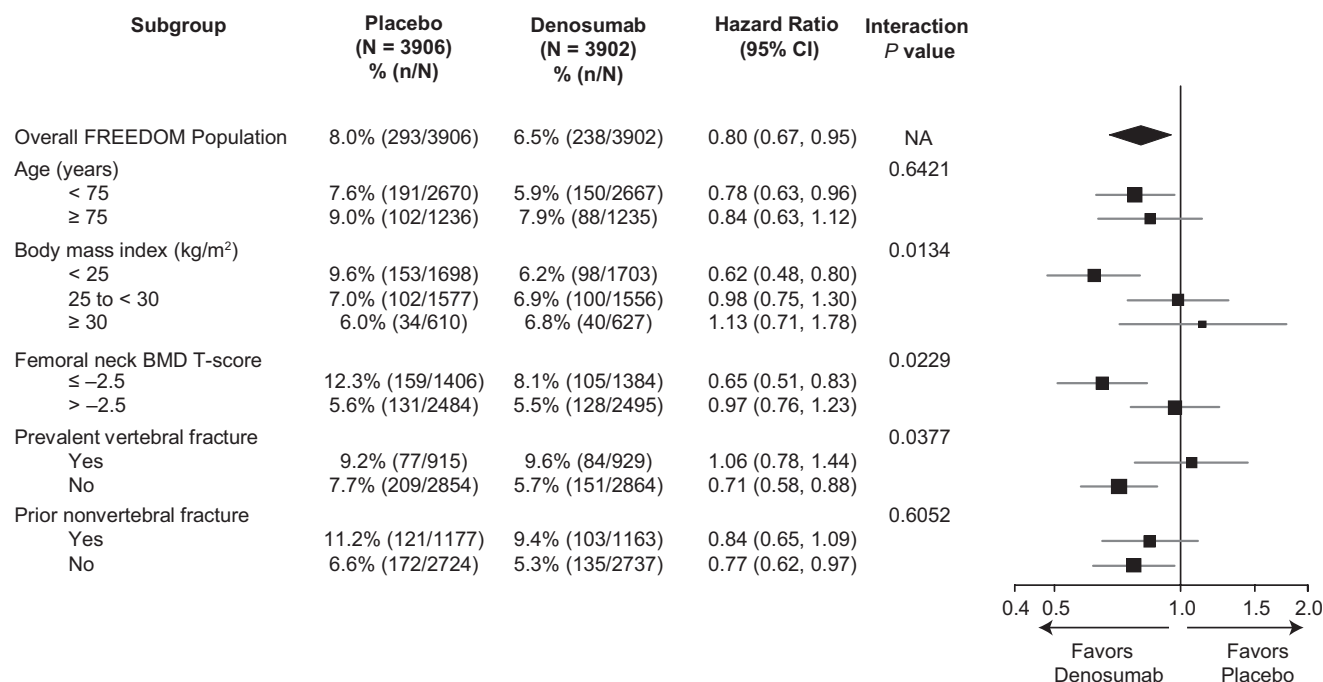 Subgroup Placebo Denosumab Hazard Ratio Interaction
(N = 3906) (N = 3902) (95% CI) P value
% (n/N) % (n/N)
Overall FREEDOM Population 8.0% (293/3906) 6.5% (238/3902) 0.80 (0.67, 0.95) NA
Age (years) 0.6421
< 75 7.6% (191/2670) 5.9% (150/2667) 0.78 (0.63, 0.96)
≥ 75 9.0% (102/1236) 7.9% (88/1235) 0.84 (0.63, 1.12)
Body mass index (kg/m²) 0.0134
< 25 9.6% (153/1698) 6.2% (98/1703) 0.62 (0.48, 0.80)
25 to < 30 7.0% (102/1577) 6.9% (100/1556) 0.98 (0.75, 1.30)
≥ 30 6.0% (34/610) 6.8% (40/627) 1.13 (0.71, 1.78)
Femoral neck BMD T-score 0.0229
≤ –2.5 12.3% (159/1406) 8.1% (105/1384) 0.65 (0.51, 0.83)
> –2.5 5.6% (131/2484) 5.5% (128/2495) 0.97 (0.76, 1.23)
Prevalent vertebral fracture 0.0377
Yes 9.2% (77/915) 9.6% (84/929) 1.06 (0.78, 1.44)
No 7.7% (209/2854) 5.7% (151/2864) 0.71 (0.58, 0.88)
Prior nonvertebral fracture 0.6052
Yes 11.2% (121/1177) 9.4% (103/1163) 0.84 (0.65, 1.09)
No 6.6% (172/2724) 5.3% (135/2737) 0.77 (0.62, 0.97)
0.4 0.5 1.0 1.5 2.0
Favors Favors
Denosumab Placebo